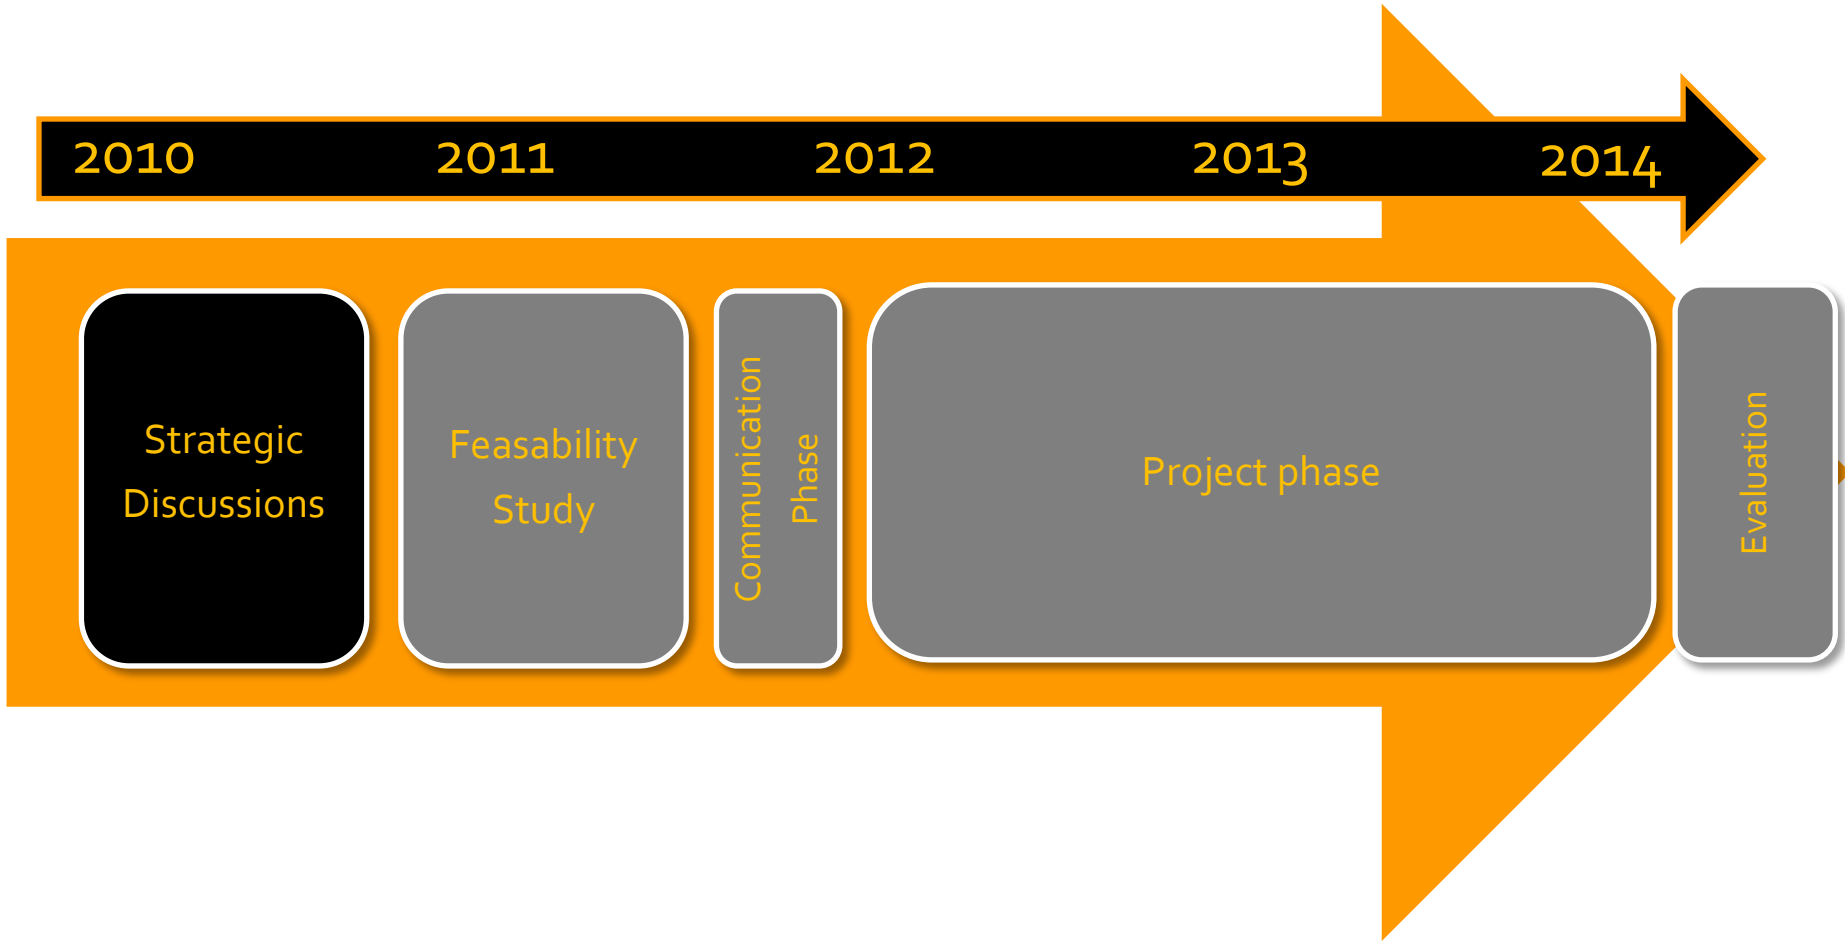 2010 2011 2012 2013 2014
Strategic
Discussions
Feasability
Study
Communication
Phase
Project phase
Evaluation